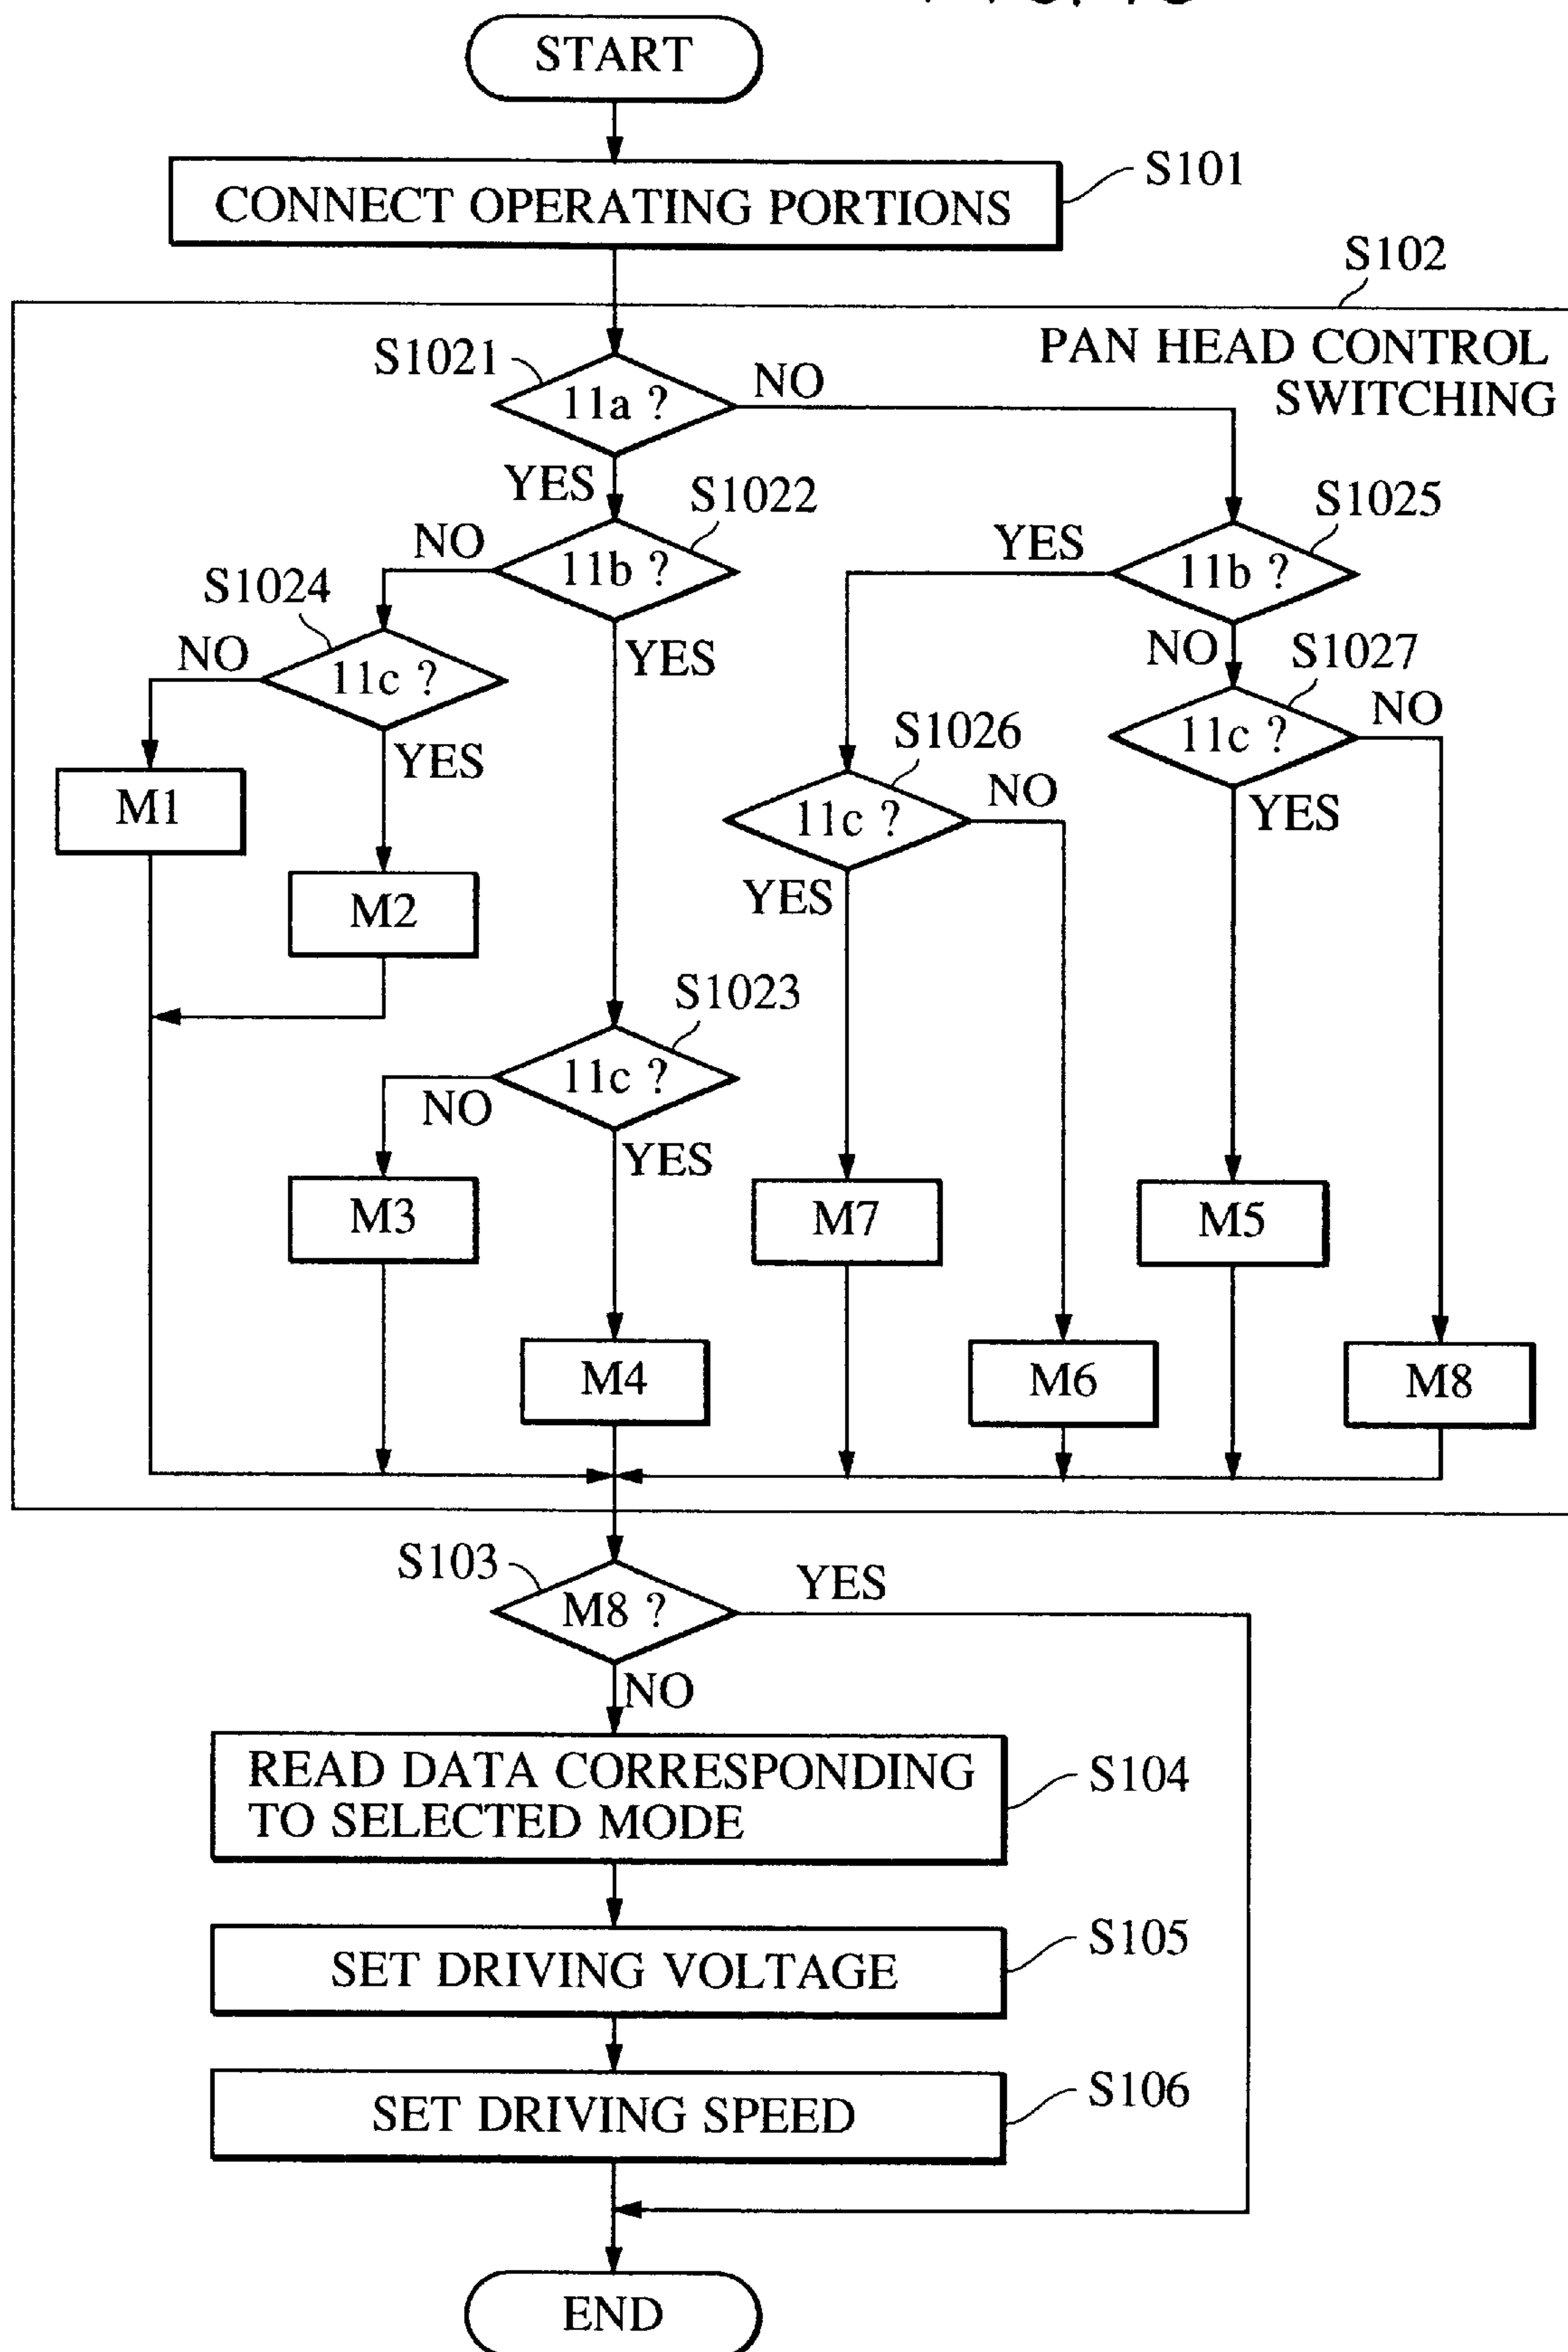 START
CONNECT OPERATING PORTIONS
S101
S102
PAN HEAD CONTROL
SWITCHING
S1021
11a ?
NO
YES
S1022
11b ?
NO
YES
S1025
11b ?
YES
NO
S1024
11c ?
NO
YES
S1027
11c ?
NO
YES
S1026
11c ?
NO
YES
M1
M2
S1023
11c ?
NO
YES
M3
M7
M5
M4
M6
M8
S103
M8 ?
YES
NO
READ DATA CORRESPONDING
TO SELECTED MODE
S104
SET DRIVING VOLTAGE
S105
SET DRIVING SPEED
S106
END